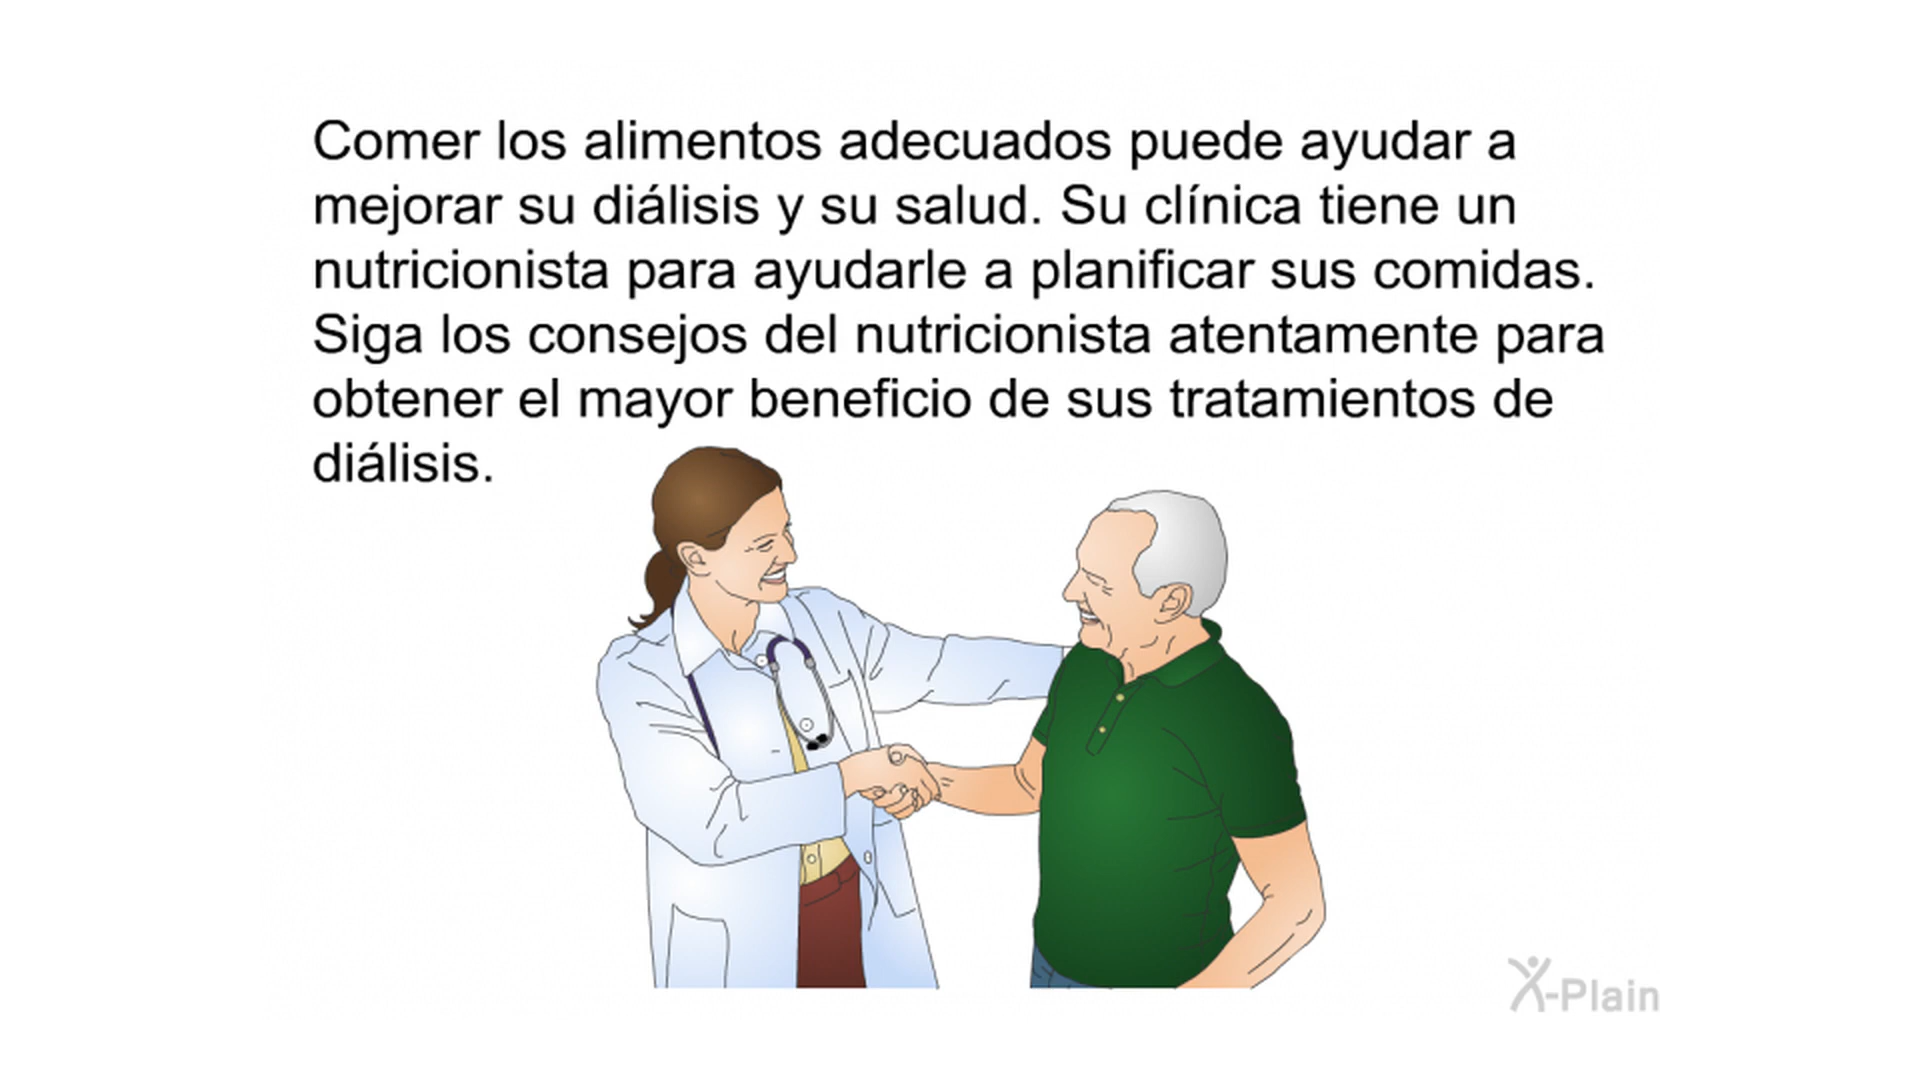 Comer los alimentos adecuados puede ayudar a
mejorar su diálisis y su salud. Su clínica tiene un
nutricionista para ayudarle a planificar sus comidas.
Siga los consejos del nutricionista atentamente para
obtener el mayor beneficio de sus tratamientos de
diálisis.
X-Plain